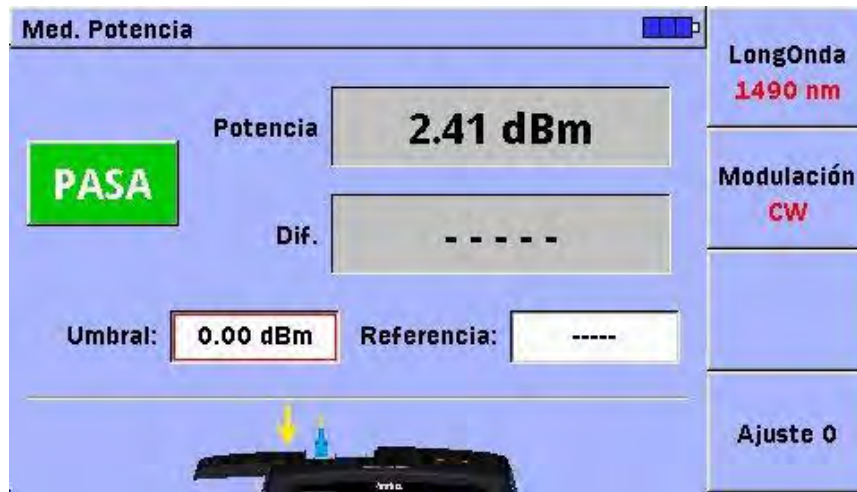 Med. Potencia
LongOnda
1490 nm
Potencia
2.41 dBm
PASA
Modulación
CW
Dif.
- - - - -
Umbral:
0.00 dBm
Referencia:
-----
Ajuste 0